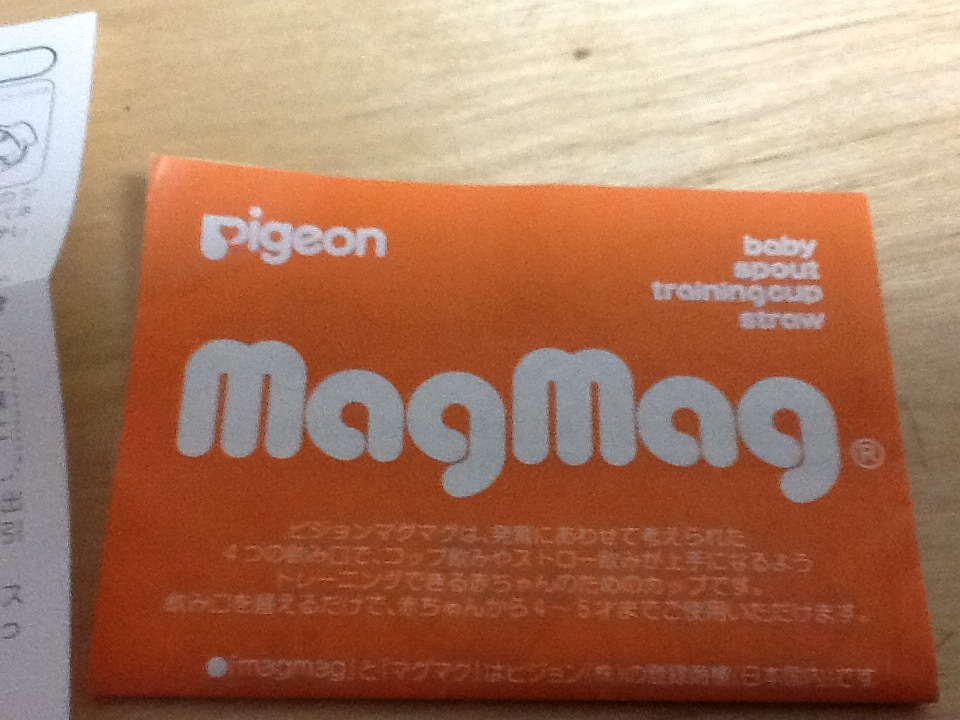 Pigeon
baby
spout
training cup
straw
MagMag®
ピジョンマグマグは、発育にあわせて考えられた
4つの飲み口で、コップ飲みやストロー飲みが上手になるよう
トレーニングできる赤ちゃんのためのカップです。
飲み口を替えるだけで、赤ちゃんから4～5才までご使用いただけます。
●「magmag」と「マグマグ」はピジョン(株)の登録商標(日本国内)です